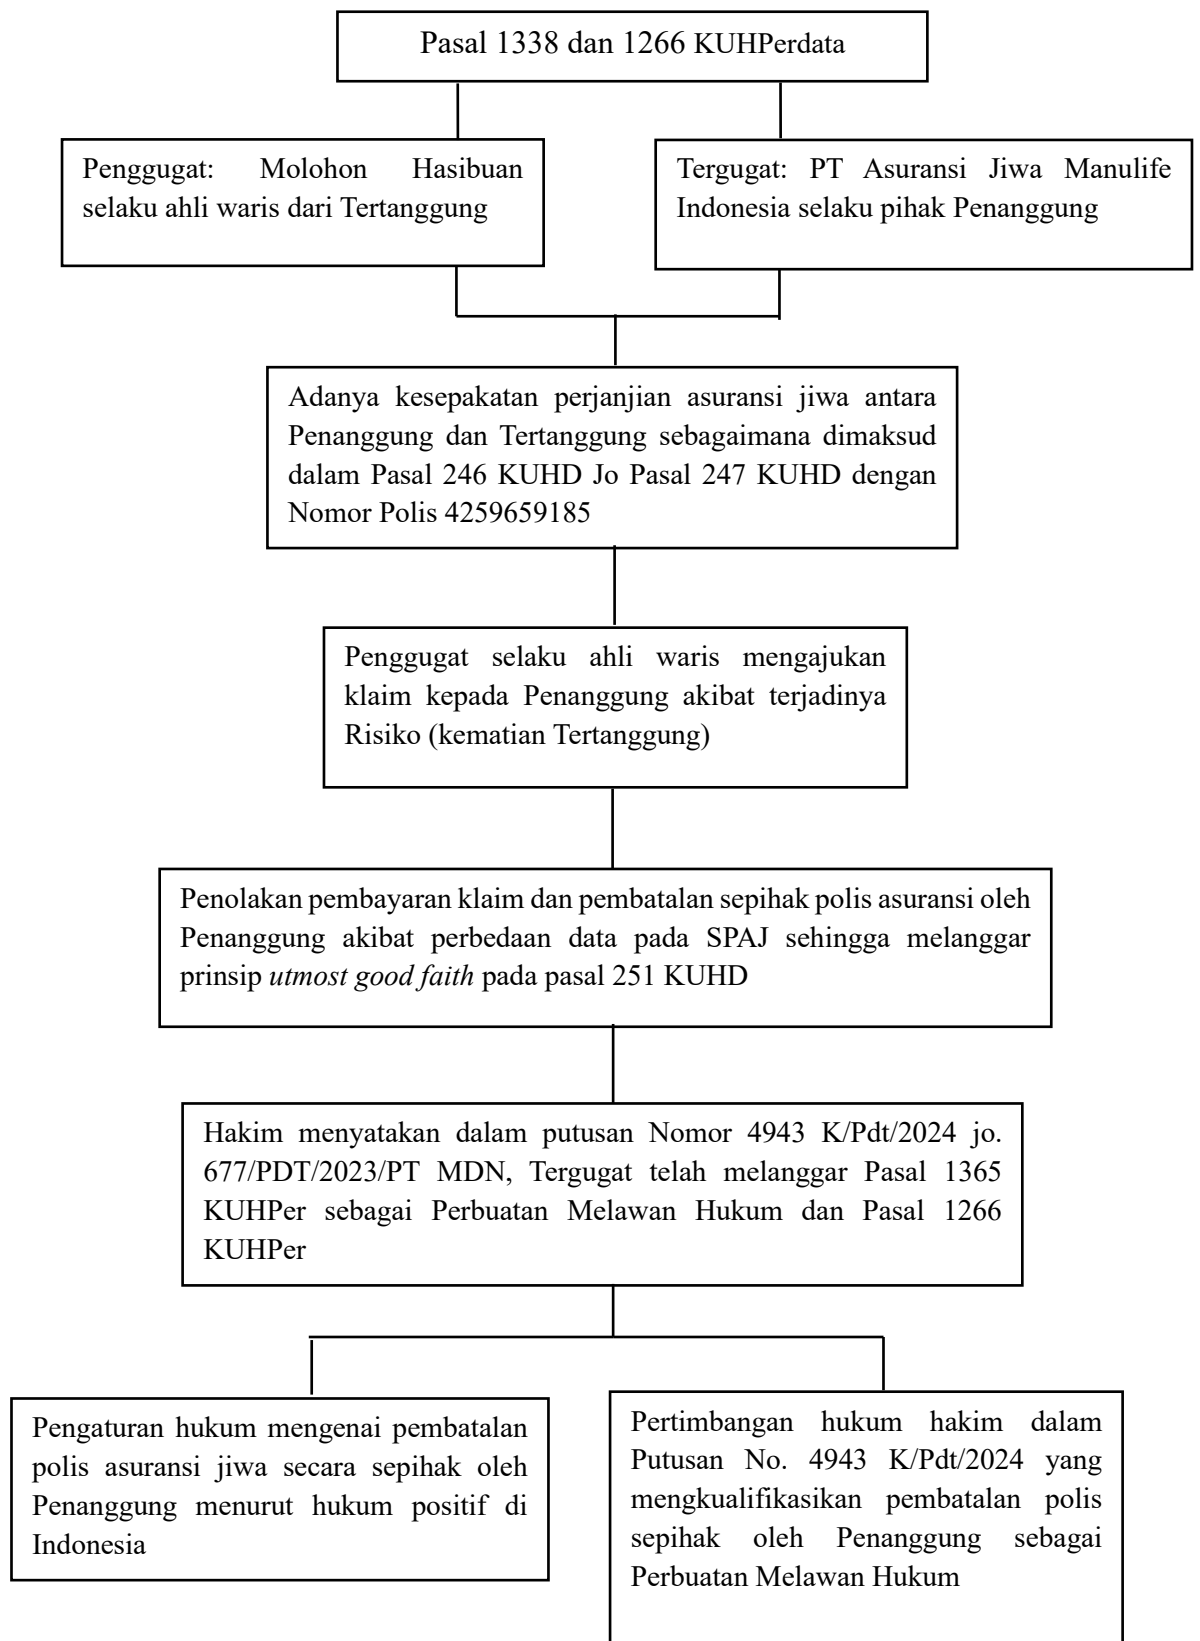 Pasal 1338 dan 1266 KUHPerdata
Penggugat: Molohon Hasibuan
selaku ahli waris dari Tertanggung
Tergugat: PT Asuransi Jiwa Manulife
Indonesia selaku pihak Penanggung
Adanya kesepakatan perjanjian asuransi jiwa antara
Penanggung dan Tertanggung sebagaimana dimaksud
dalam Pasal 246 KUHD Jo Pasal 247 KUHD dengan
Nomor Polis 4259659185
Penggugat selaku ahli waris mengajukan
klaim kepada Penanggung akibat terjadinya
Risiko (kematian Tertanggung)
Penolakan pembayaran klaim dan pembatalan sepihak polis asuransi oleh
Penanggung akibat perbedaan data pada SPAJ sehingga melanggar
prinsip utmost good faith pada pasal 251 KUHD
Hakim menyatakan dalam putusan Nomor 4943 K/Pdt/2024 jo.
677/PDT/2023/PT MDN, Tergugat telah melanggar Pasal 1365
KUHPer sebagai Perbuatan Melawan Hukum dan Pasal 1266
KUHPer
Pengaturan hukum mengenai pembatalan
polis asuransi jiwa secara sepihak oleh
Penanggung menurut hukum positif di
Indonesia
Pertimbangan hukum hakim dalam
Putusan No. 4943 K/Pdt/2024 yang
mengkualifikasikan pembatalan polis
sepihak oleh Penanggung sebagai
Perbuatan Melawan Hukum